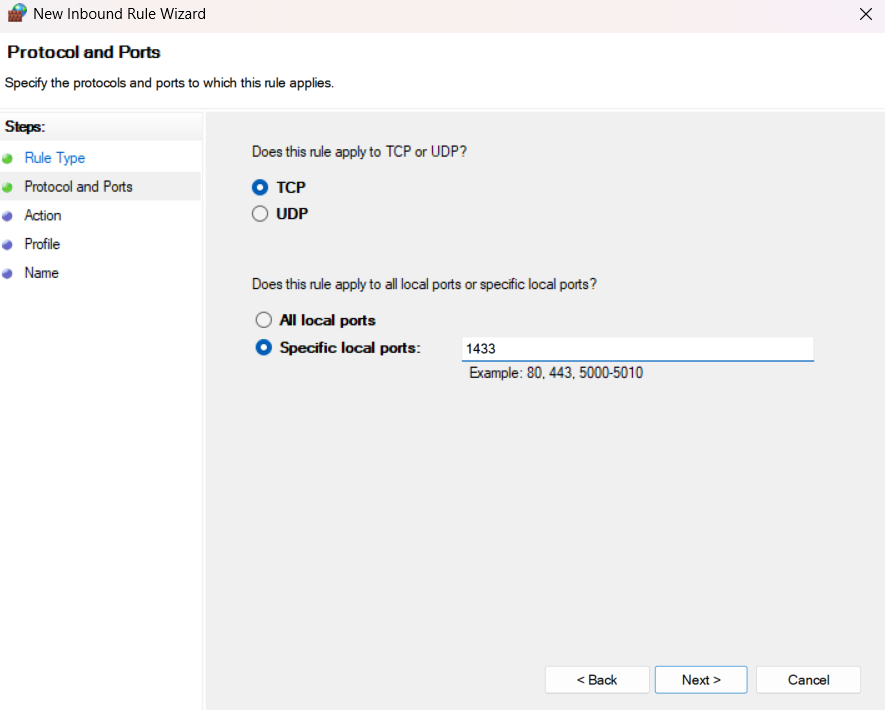 New Inbound Rule Wizard
Protocol and Ports
Specify the protocols and ports to which this rule applies.
Steps:
Rule Type
Protocol and Ports
Action
Profile
Name
Does this rule apply to TCP or UDP?
TCP
UDP
Does this rule apply to all local ports or specific local ports?
All local ports
Specific local ports: 1433
Example: 80, 443, 5000-5010
< Back Next > Cancel